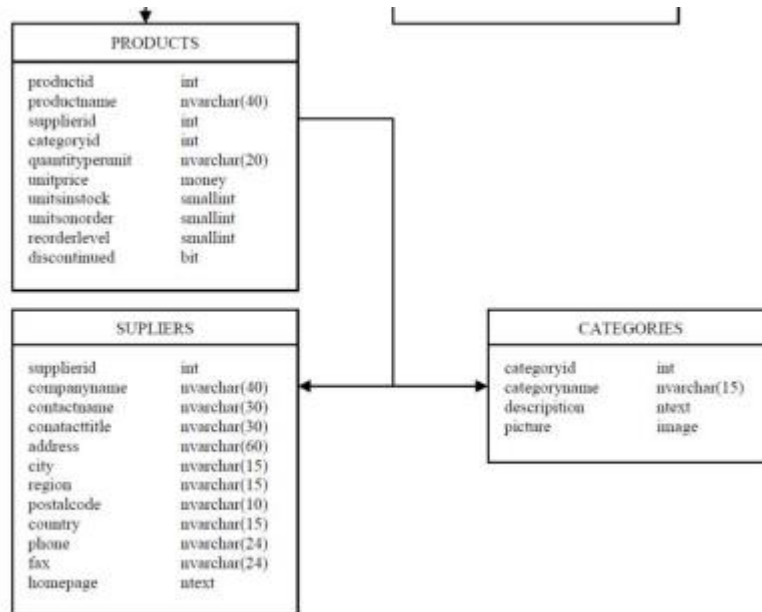 PRODUCTS
productid int
productname nvarchar(40)
supplierid int
categoryid int
quantityperunit nvarchar(20)
unitprice money
unitsinstock smallint
unitsonorder smallint
reorderlevel smallint
discontinued bit
SUPLIERS
supplierid int
companyname nvarchar(40)
contactname nvarchar(30)
conatacttitle nvarchar(30)
address nvarchar(60)
city nvarchar(15)
region nvarchar(15)
postalcode nvarchar(10)
country nvarchar(15)
phone nvarchar(24)
fax nvarchar(24)
homepage ntext
CATEGORIES
categoryid int
categoryname nvarchar(15)
descripition ntext
picture image